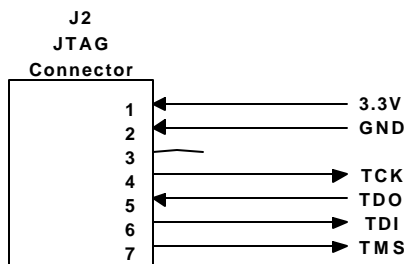 J2
JTAG
Connector
1 3.3V
2 GND
3
4 TCK
5 TDO
6 TDI
7 TMS